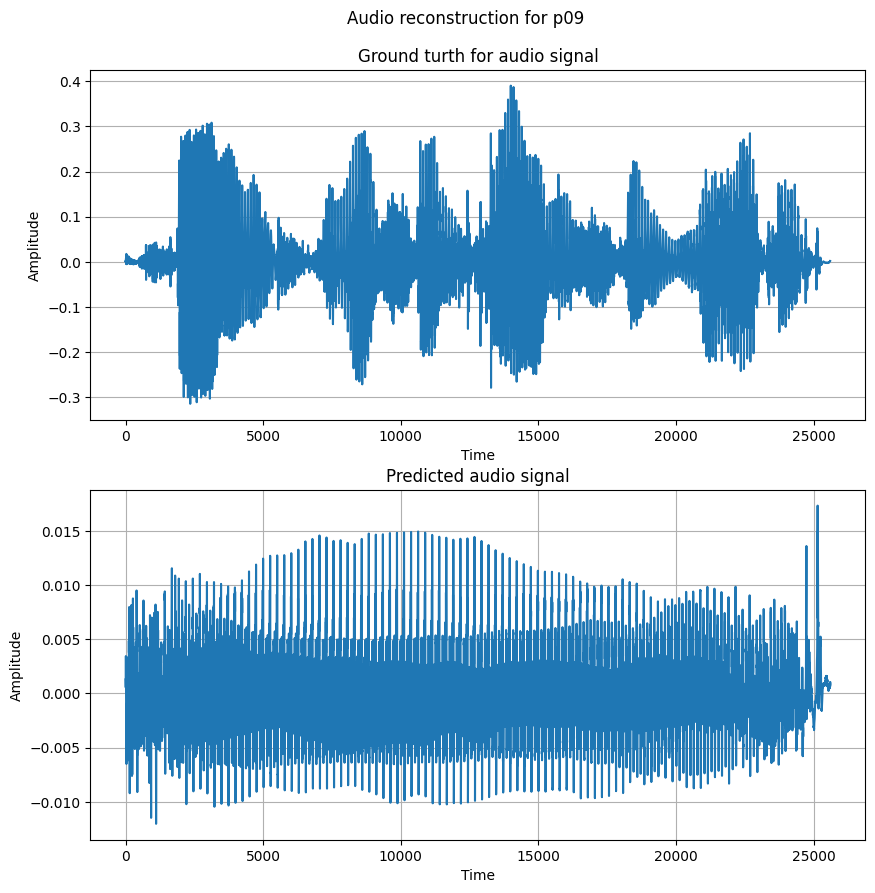 Audio reconstruction for p09
Ground turth for audio signal
0.4
0.3
0.2
0.1
0.0
−0.1
−0.2
−0.3
Amplitude
0 5000 10000 15000 20000 25000
Time
Predicted audio signal
0.015
0.010
0.005
0.000
−0.005
−0.010
Amplitude
0 5000 10000 15000 20000 25000
Time